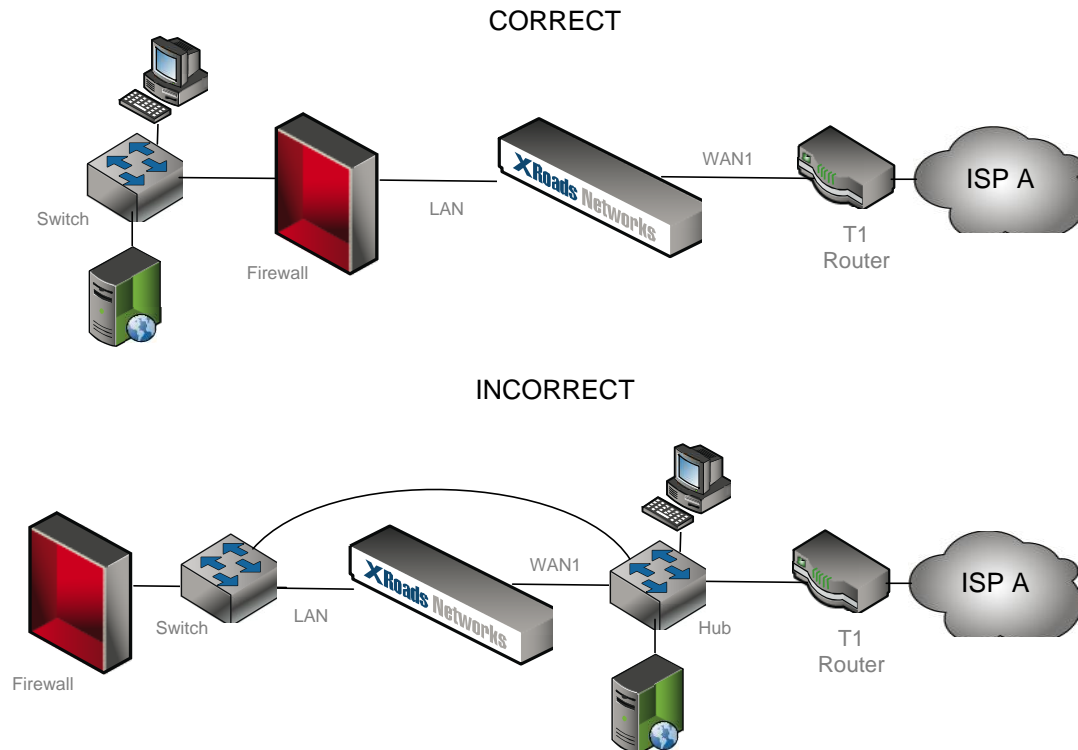 CORRECT
Switch
Firewall
LAN
XRoads Networks
WAN1
T1
Router
ISP A
INCORRECT
Firewall
Switch
LAN
XRoads Networks
WAN1
Hub
T1
Router
ISP A